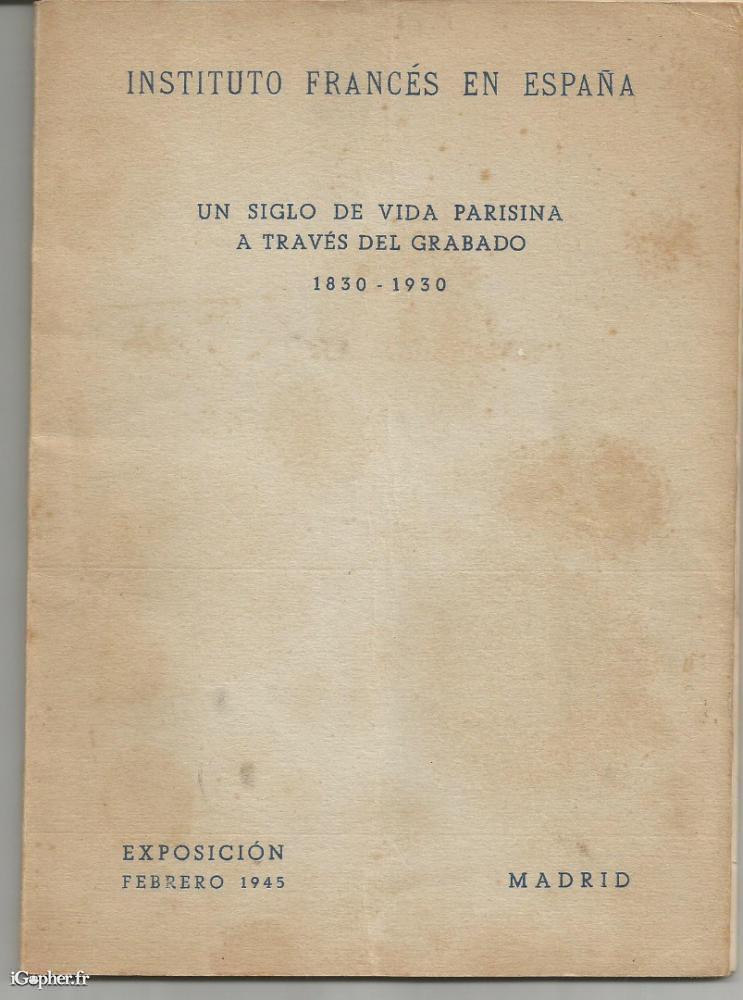 INSTITUTO FRANCÉS EN ESPAÑA
UN SIGLO DE VIDA PARISINA
A TRAVÉS DEL GRABADO
1830 - 1930
EXPOSICIÓN
FEBRERO 1945
MADRID
iGopher.fr